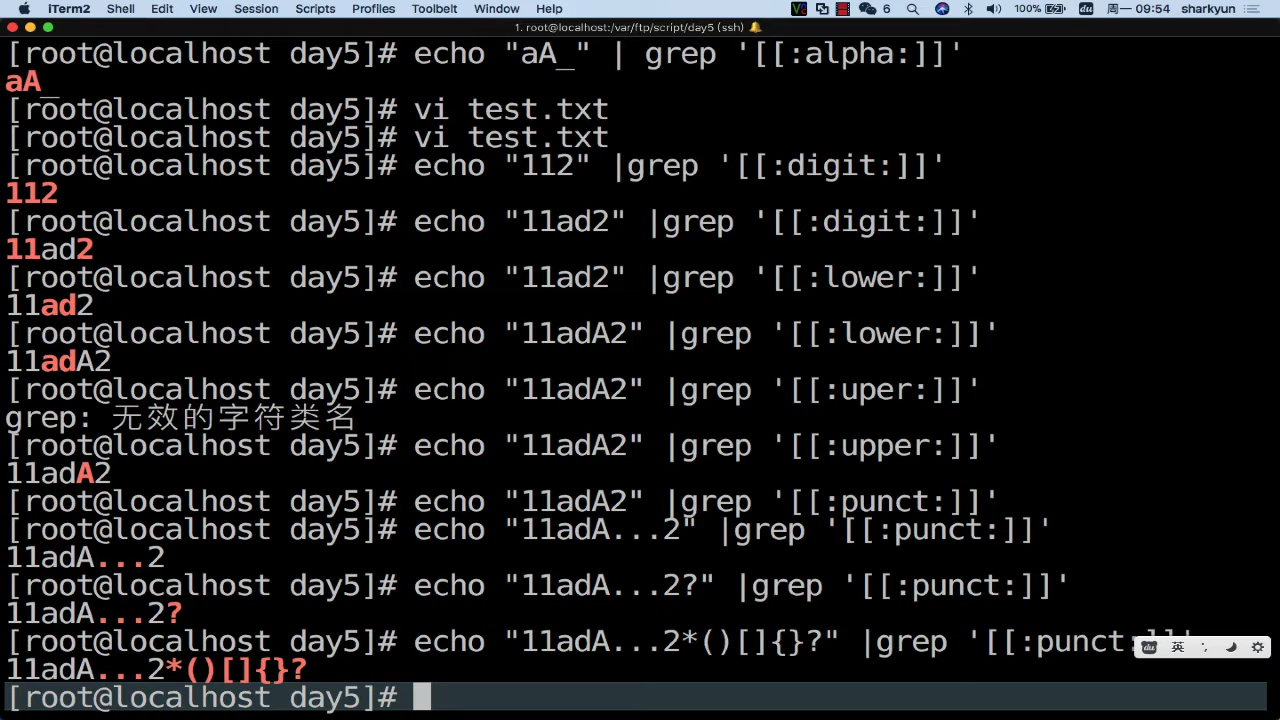 iTerm2 Shell Edit View Session Scripts Profiles Toolbelt Window Help 6 100% 周一 09:54 sharkyun
1. root@localhost:/var/ftp/script/day5 (ssh)
[root@localhost day5]# echo "aA_" | grep '[[:alpha:]]'
aA_
[root@localhost day5]# vi test.txt
[root@localhost day5]# vi test.txt
[root@localhost day5]# echo "112" |grep '[[:digit:]]'
112
[root@localhost day5]# echo "11ad2" |grep '[[:digit:]]'
11ad2
[root@localhost day5]# echo "11ad2" |grep '[[:lower:]]'
11ad2
[root@localhost day5]# echo "11adA2" |grep '[[:lower:]]'
11adA2
[root@localhost day5]# echo "11adA2" |grep '[[:uper:]]'
grep: 无效的字符类名
[root@localhost day5]# echo "11adA2" |grep '[[:upper:]]'
11adA2
[root@localhost day5]# echo "11adA2" |grep '[[:punct:]]'
[root@localhost day5]# echo "11adA...2" |grep '[[:punct:]]'
11adA...2
[root@localhost day5]# echo "11adA...2?" |grep '[[:punct:]]'
11adA...2?
[root@localhost day5]# echo "11adA...2*()[]{}?" |grep '[[:punct:]]'
英
11adA...2*()[]{}?
[root@localhost day5]#